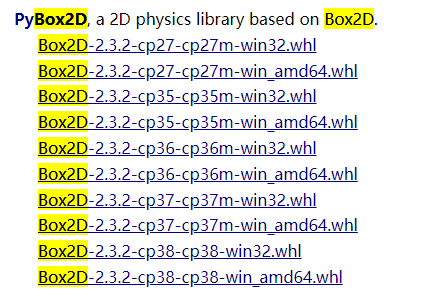 PyBox2D, a 2D physics library based on Box2D.
Box2D-2.3.2-cp27-cp27m-win32.whl
Box2D-2.3.2-cp27-cp27m-win_amd64.whl
Box2D-2.3.2-cp35-cp35m-win32.whl
Box2D-2.3.2-cp35-cp35m-win_amd64.whl
Box2D-2.3.2-cp36-cp36m-win32.whl
Box2D-2.3.2-cp36-cp36m-win_amd64.whl
Box2D-2.3.2-cp37-cp37m-win32.whl
Box2D-2.3.2-cp37-cp37m-win_amd64.whl
Box2D-2.3.2-cp38-cp38-win32.whl
Box2D-2.3.2-cp38-cp38-win_amd64.whl